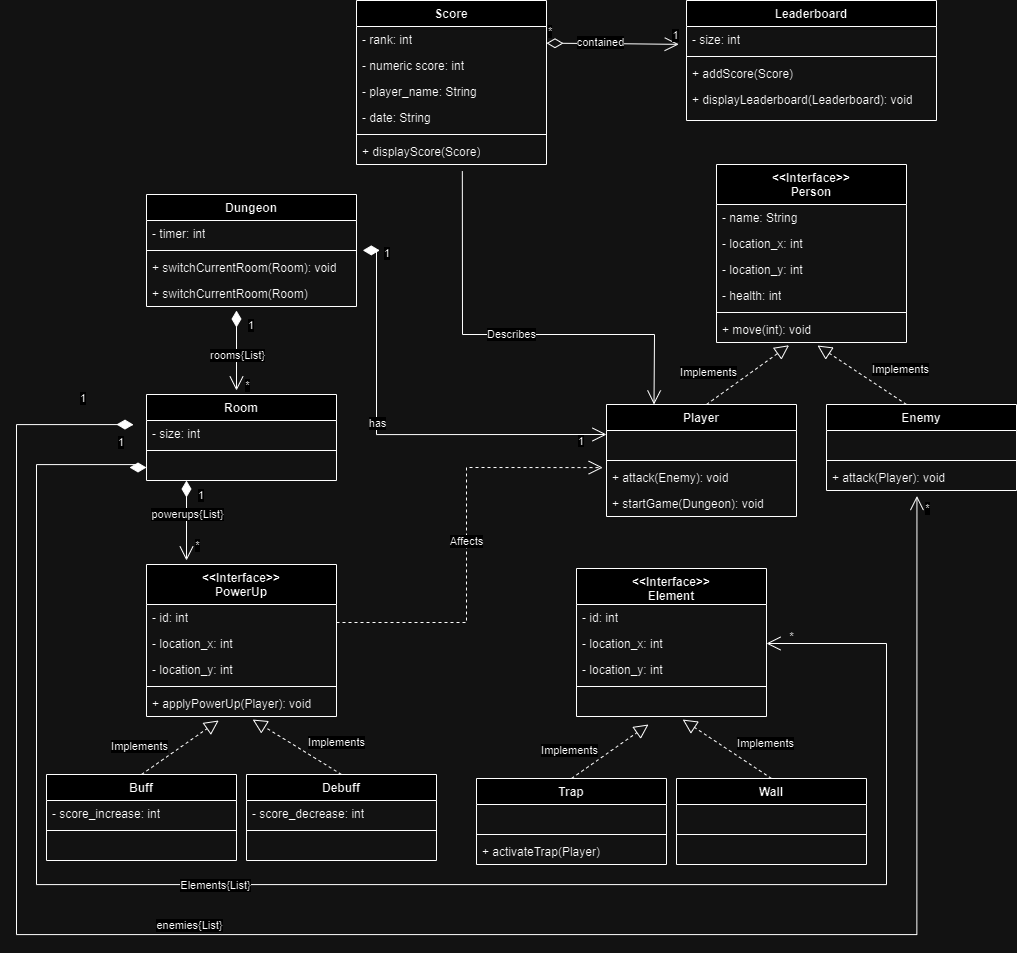 Score
- rank: int
- numeric score: int
- player_name: String
- date: String
+ displayScore(Score)
*
contained
1
Leaderboard
- size: int
+ addScore(Score)
+ displayLeaderboard(Leaderboard): void
<<Interface>>
Person
- name: String
- location_x: int
- location_y: int
- health: int
+ move(int): void
Dungeon
- timer: int
+ switchCurrentRoom(Room): void
+ switchCurrentRoom(Room)
1
1
rooms{List}
*
Describes
Implements
Implements
has
1
Room
- size: int
1
1
1
powerups{List}
*
Player
+ attack(Enemy): void
+ startGame(Dungeon): void
Enemy
+ attack(Player): void
*
Affects
<<Interface>>
PowerUp
- id: int
- location_x: int
- location_y: int
+ applyPowerUp(Player): void
<<Interface>>
Element
- id: int
- location_x: int
- location_y: int
*
Implements
Implements
Implements
Implements
Buff
- score_increase: int
Debuff
- score_decrease: int
Trap
+ activateTrap(Player)
Wall
Elements{List}
enemies{List}